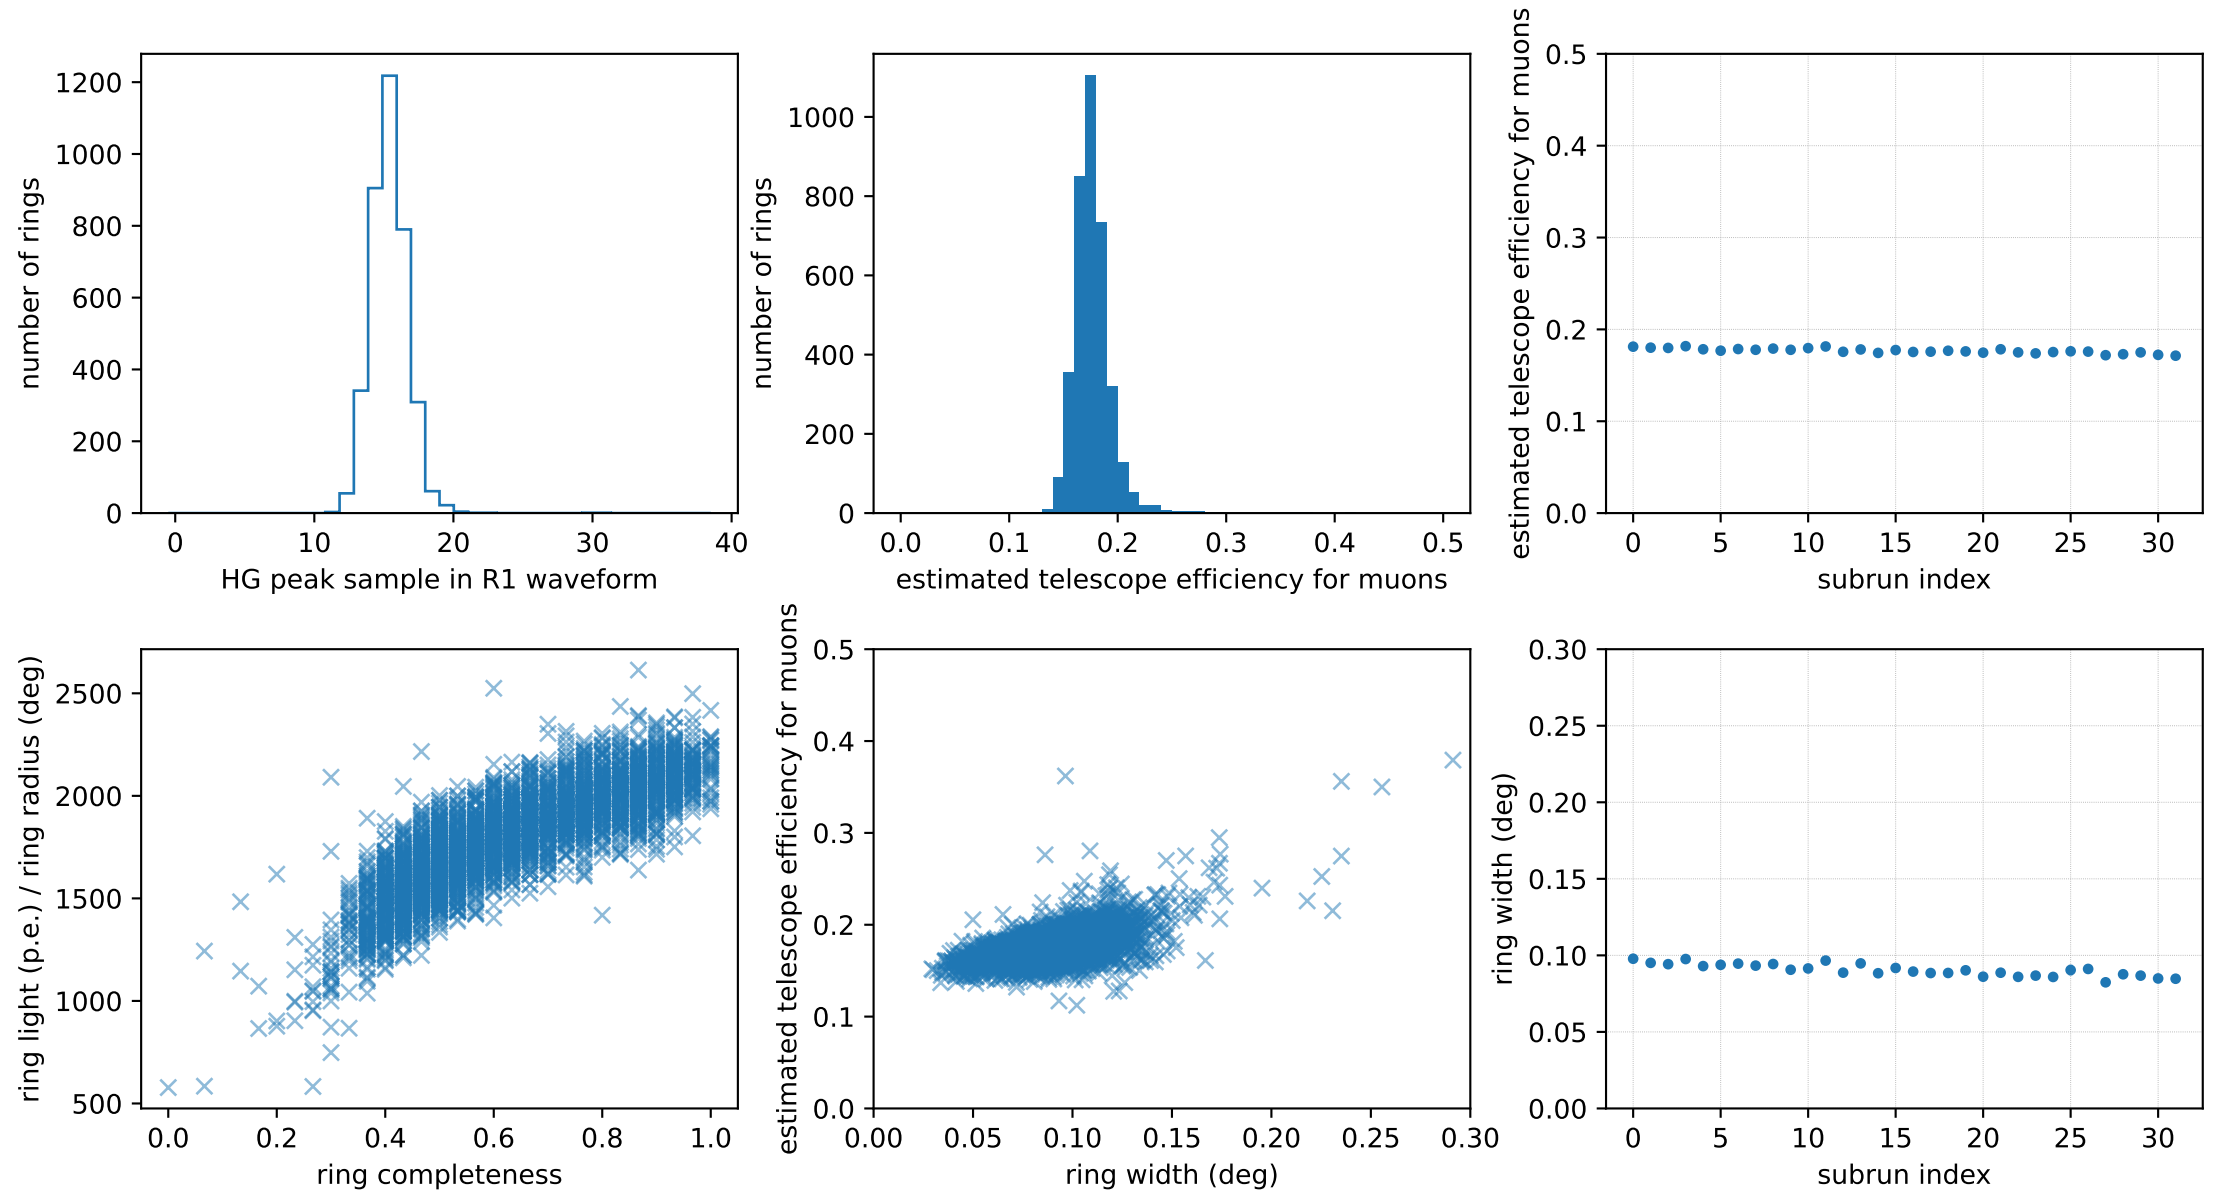 1200
1000
800
600
400
200
0
number of rings
0 10 20 30 40
HG peak sample in R1 waveform
1000
800
600
400
200
0
number of rings
0.0 0.1 0.2 0.3 0.4 0.5
estimated telescope efficiency for muons
0.5
0.4
0.3
0.2
0.1
0.0
estimated telescope efficiency for muons
0 5 10 15 20 25 30
subrun index
2500
2000
1500
1000
500
ring light (p.e.) / ring radius (deg)
0.0 0.2 0.4 0.6 0.8 1.0
ring completeness
0.5
0.4
0.3
0.2
0.1
0.0
estimated telescope efficiency for muons
0.00 0.05 0.10 0.15 0.20 0.25 0.30
ring width (deg)
0.30
0.25
0.20
0.15
0.10
0.05
0.00
ring width (deg)
0 5 10 15 20 25 30
subrun index